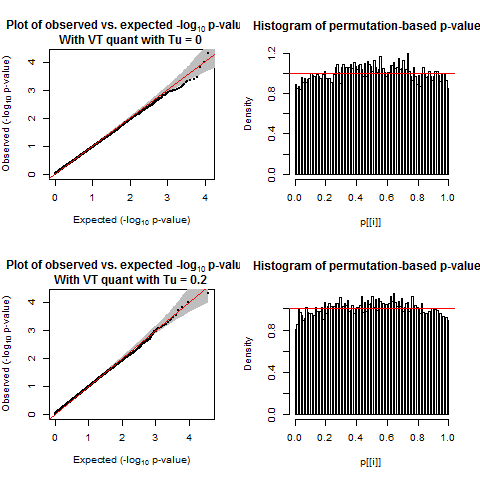 Plot of observed vs. expected -log10 p-valu
With VT quant with Tu = 0
Observed (-log10 p-value)
4
3
2
1
0
0 1 2 3 4
Expected (-log10 p-value)
Histogram of permutation-based p-value
Density
1.2
0.8
0.4
0.0
0.0 0.2 0.4 0.6 0.8 1.0
p[[i]]
Plot of observed vs. expected -log10 p-valu
With VT quant with Tu = 0.2
Observed (-log10 p-value)
4
3
2
1
0
0 1 2 3 4
Expected (-log10 p-value)
Histogram of permutation-based p-value
Density
0.8
0.4
0.0
0.0 0.2 0.4 0.6 0.8 1.0
p[[i]]